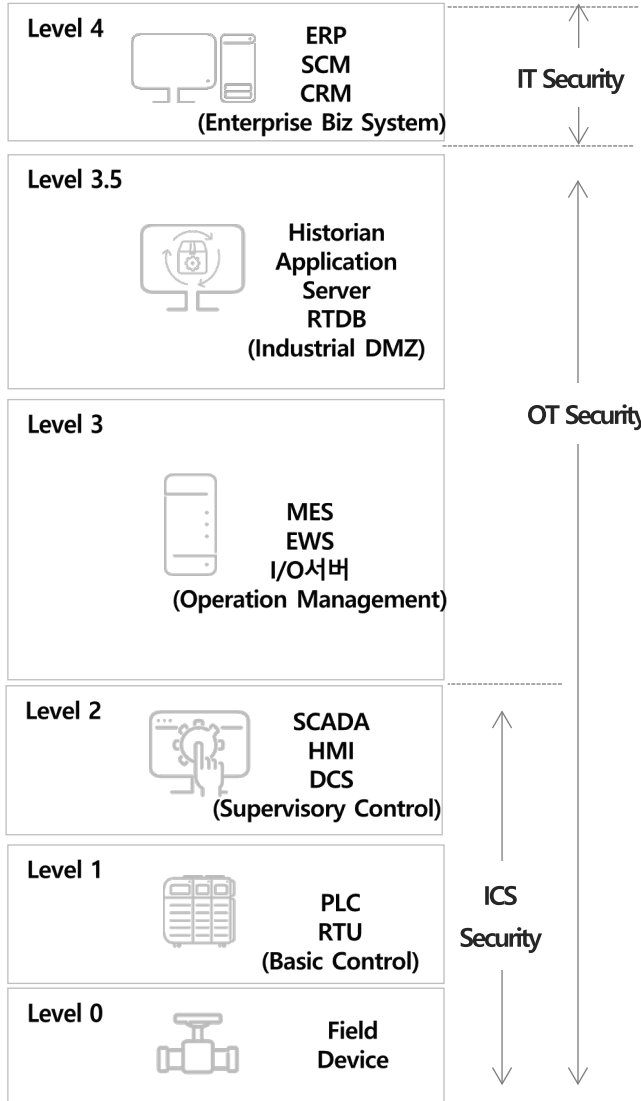 Level 4
ERP
SCM
CRM
(Enterprise Biz System)
IT Security
Level 3.5
Historian
Application
Server
RTDB
(Industrial DMZ)
OT Security
Level 3
MES
EWS
I/O서버
(Operation Management)
Level 2
SCADA
HMI
DCS
(Supervisory Control)
Level 1
PLC
RTU
(Basic Control)
ICS
Security
Level 0
Field
Device